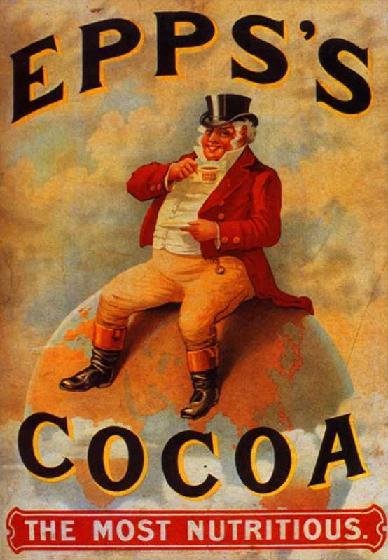 EPPS'S
COCOA
THE MOST NUTRITIOUS.